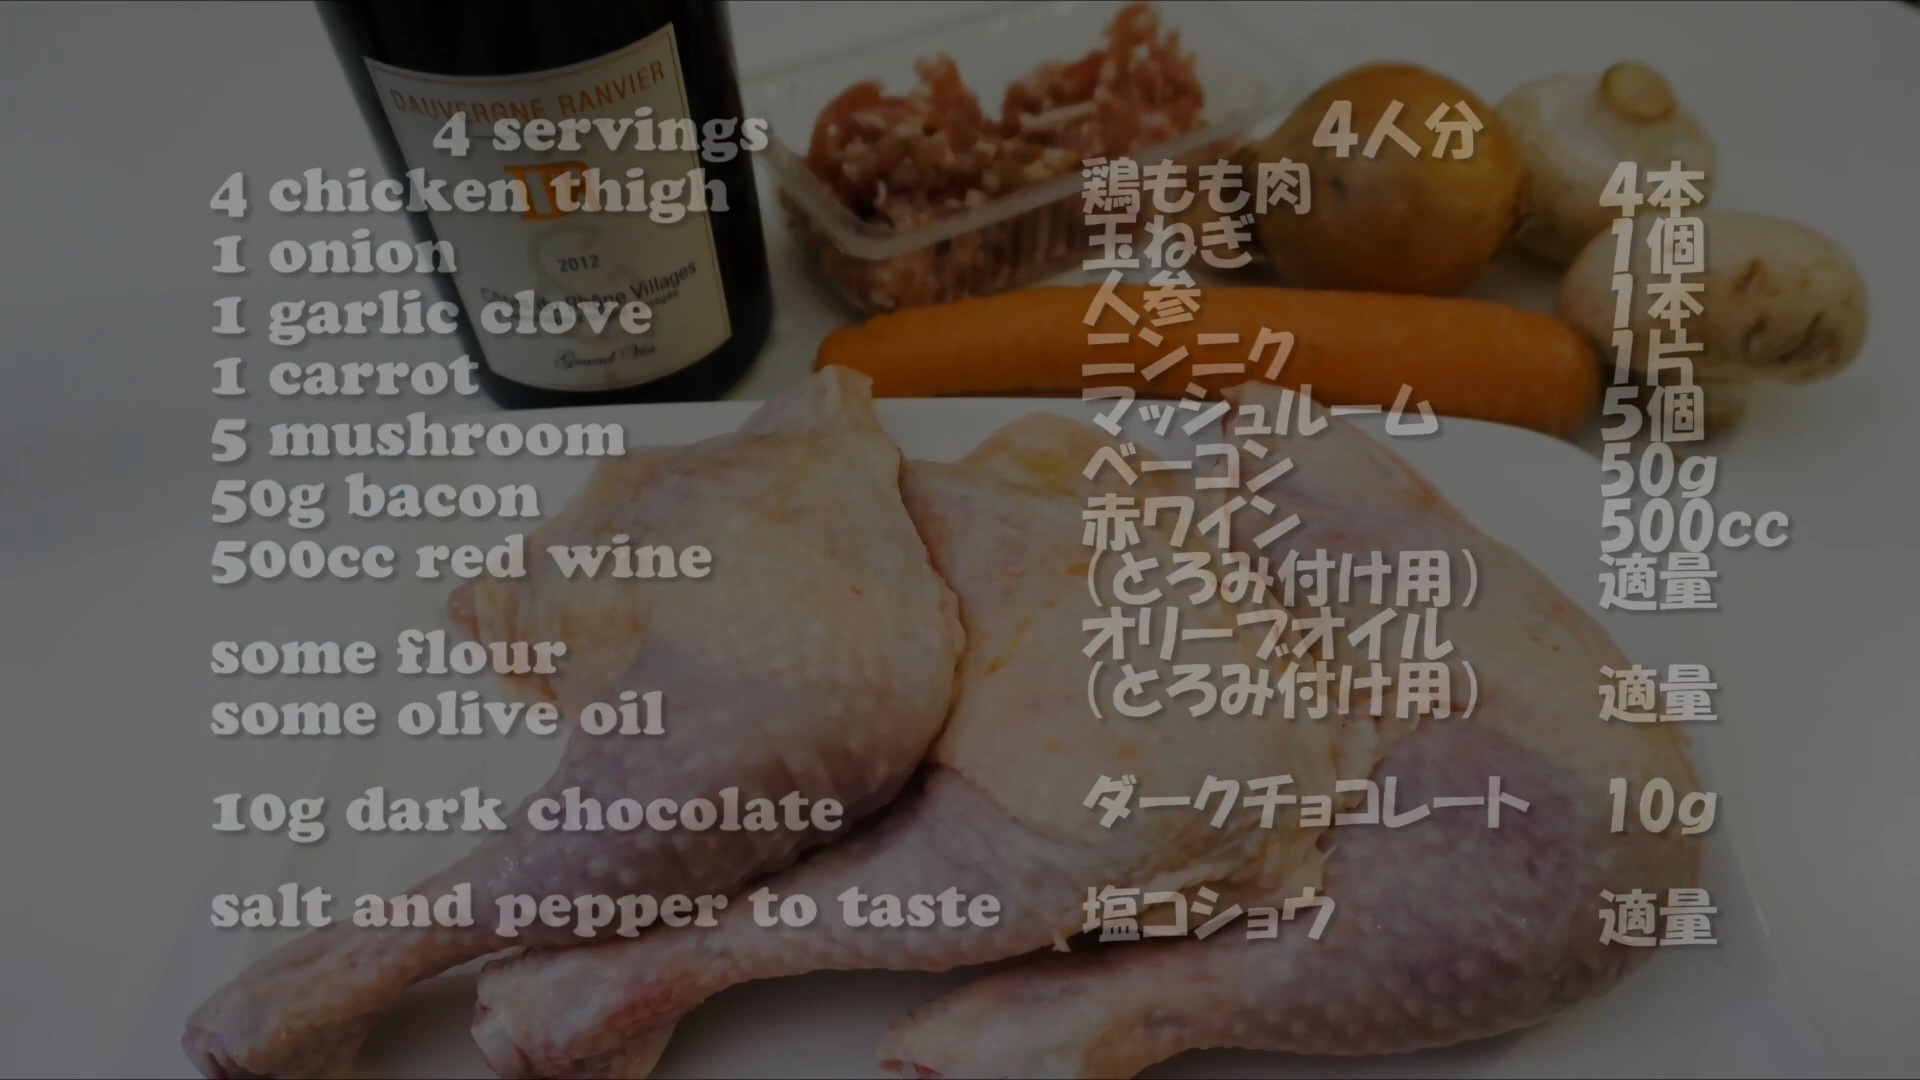 DAUVERGNE RANVIER
2012
Côtes du Rhône Villages
Grand Vin
4 servings
4 chicken thigh
1 onion
1 garlic clove
1 carrot
5 mushroom
50g bacon
500cc red wine
some flour
some olive oil
10g dark chocolate
salt and pepper to taste
4人分
鶏もも肉 4本
玉ねぎ 1個
人参 1本
ニンニク 1片
マッシュルーム 5個
ベーコン 50g
赤ワイン 500cc
(とろみ付け用) 適量
オリーブオイル
(とろみ付け用) 適量
ダークチョコレート 10g
塩コショウ 適量